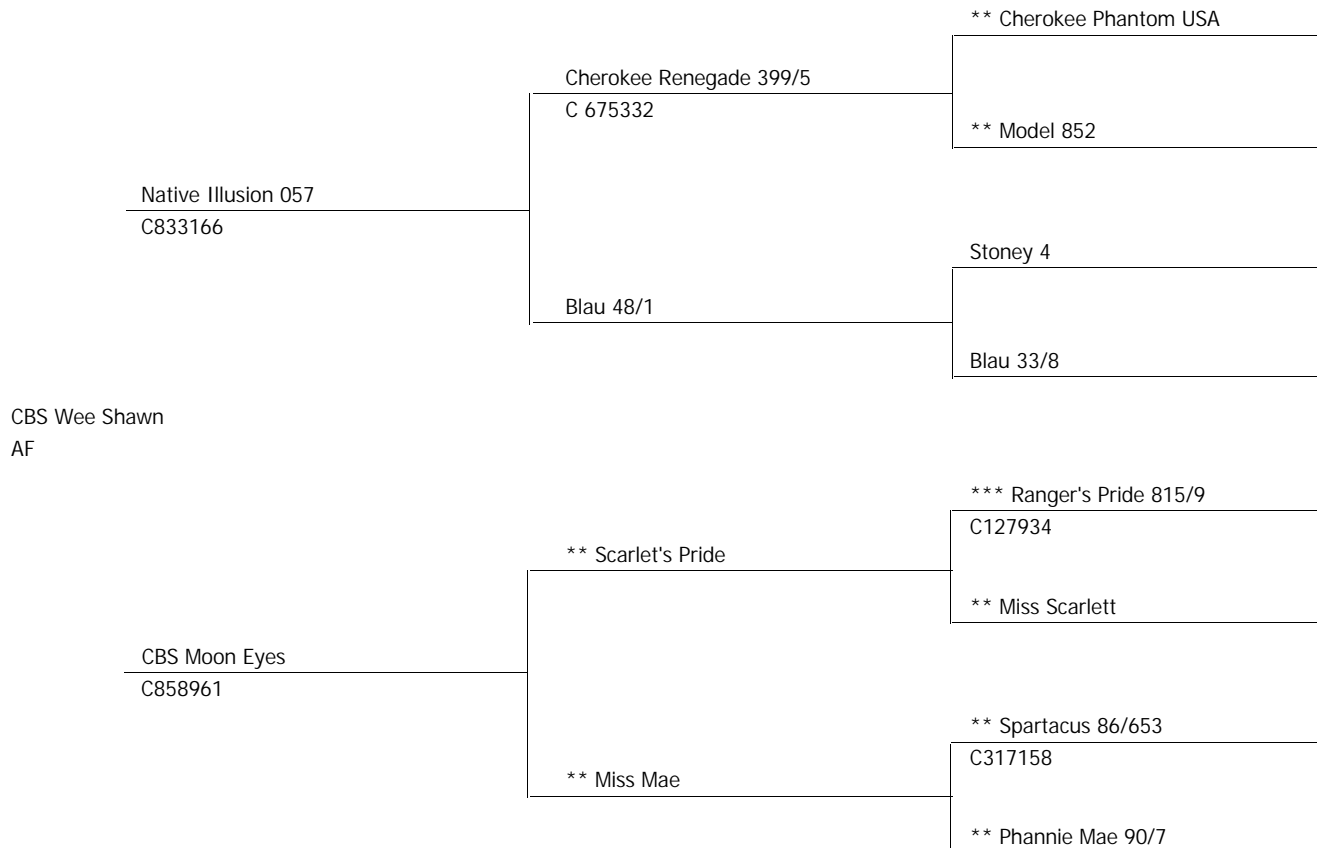 ** Cherokee Phantom USA
Cherokee Renegade 399/5
C 675332
** Model 852
Native Illusion 057
C833166
Stoney 4
Blau 48/1
Blau 33/8
CBS Wee Shawn
AF
*** Ranger's Pride 815/9
C127934
** Scarlet's Pride
** Miss Scarlett
CBS Moon Eyes
C858961
** Spartacus 86/653
C317158
** Miss Mae
** Phannie Mae 90/7